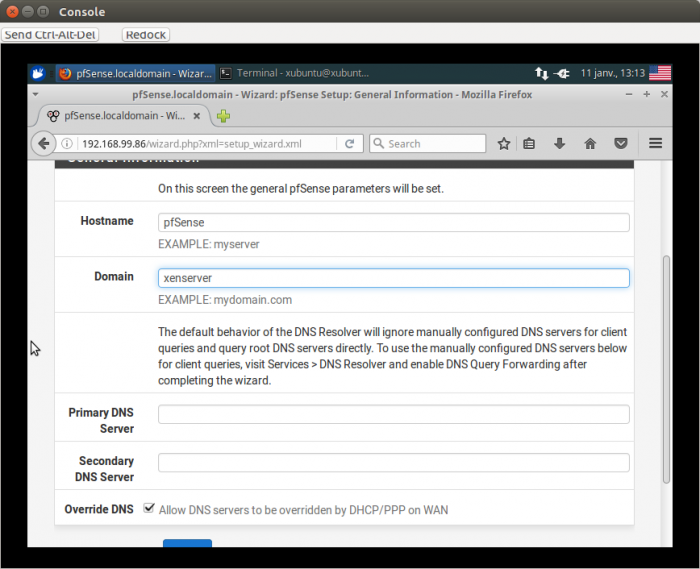 Console
Send Ctrl-Alt-Del Redock
pfSense.localdomain - Wizar... Terminal - xubuntu@xubunt... 11 janv., 13:13
pfSense.localdomain - Wizard: pfSense Setup: General Information - Mozilla Firefox
pfSense.localdomain - Wi...
192.168.99.86/wizard.php?xml=setup_wizard.xml Search
General Information
On this screen the general pfSense parameters will be set.
Hostname pfSense
EXAMPLE: myserver
Domain xenserver
EXAMPLE: mydomain.com
The default behavior of the DNS Resolver will ignore manually configured DNS servers for client
queries and query root DNS servers directly. To use the manually configured DNS servers below
for client queries, visit Services > DNS Resolver and enable DNS Query Forwarding after
completing the wizard.
Primary DNS
Server
Secondary
DNS Server
Override DNS Allow DNS servers to be overridden by DHCP/PPP on WAN